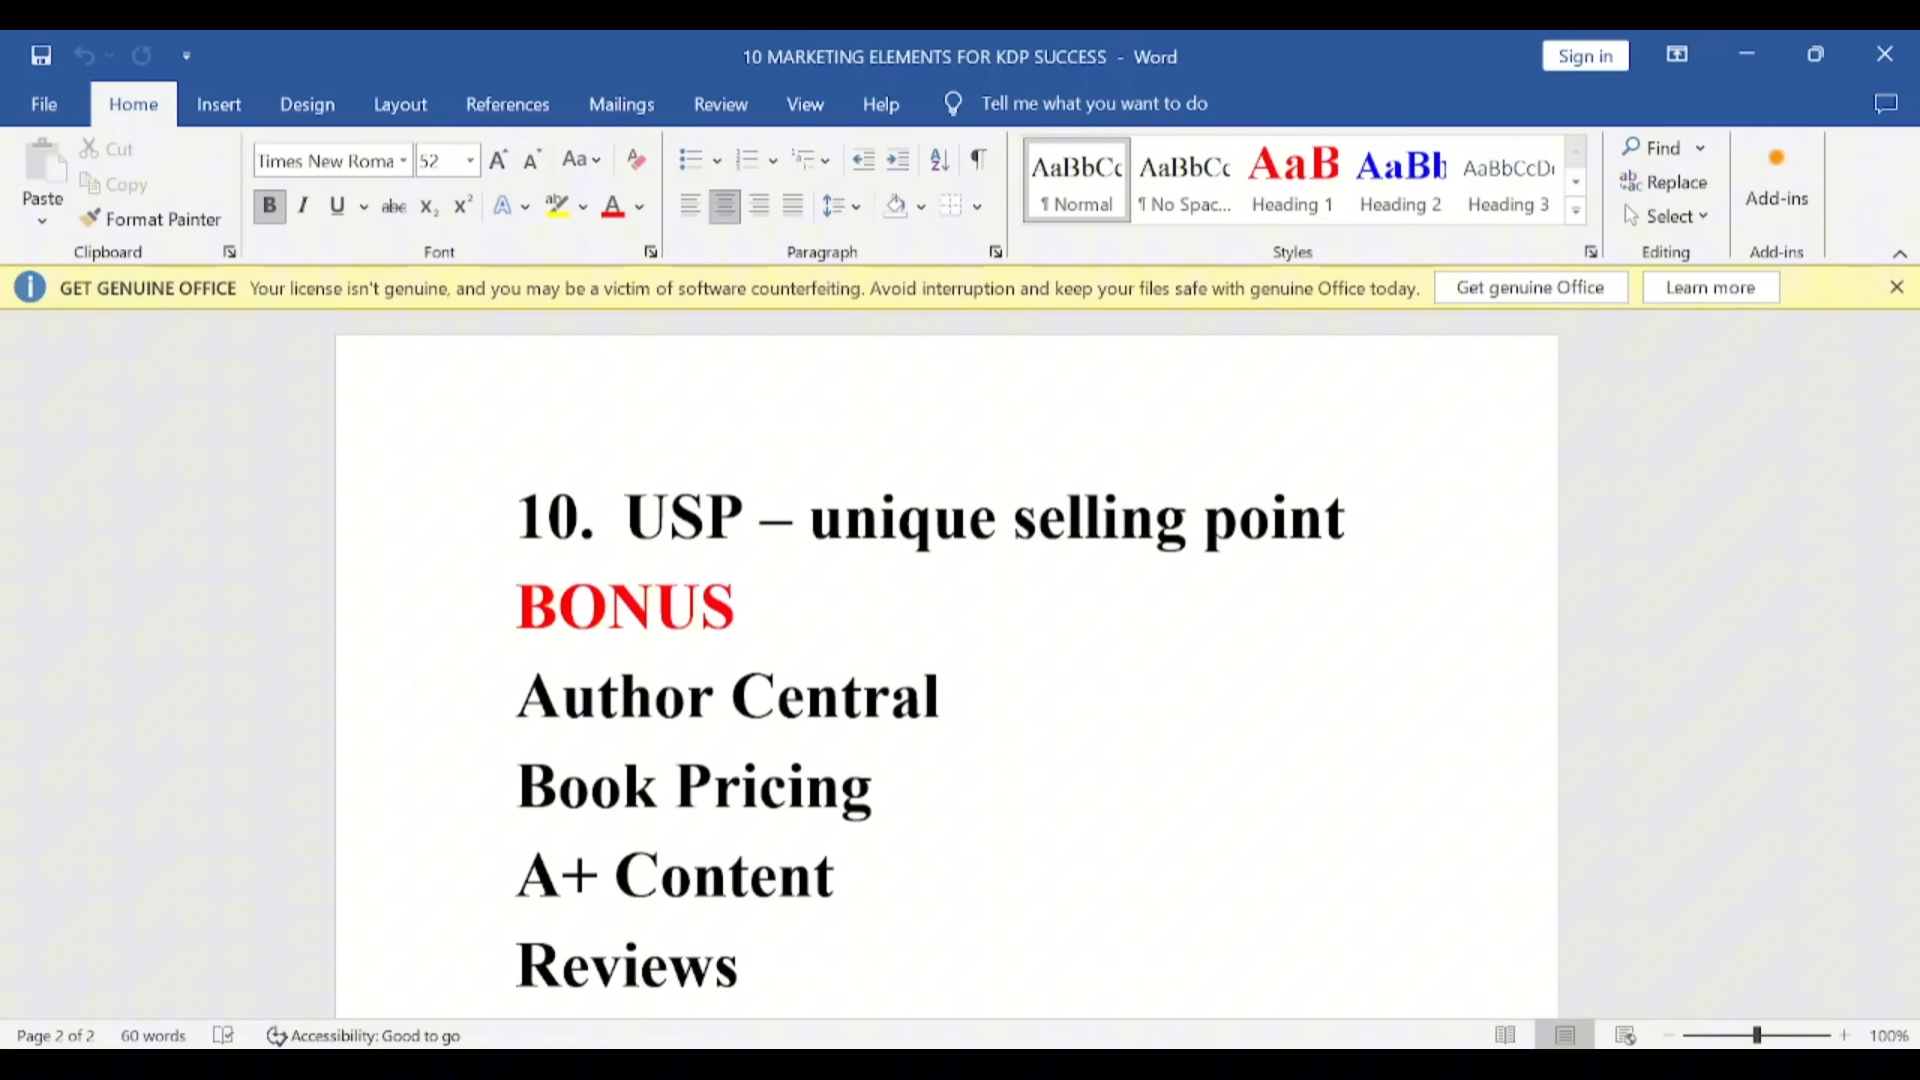 10 MARKETING ELEMENTS FOR KDP SUCCESS - Word
Sign in
File Home Insert Design Layout References Mailings Review View Help Tell me what you want to do
Paste
Cut
Copy
Format Painter
Clipboard
Times New Roma 52
Font
Paragraph
AaBbCc AaBbCc AaB AaBb AaBbCcDi
¶ Normal ¶ No Spac... Heading 1 Heading 2 Heading 3
Styles
Find
Replace
Select
Editing
Add-ins
Add-ins
GET GENUINE OFFICE Your license isn't genuine, and you may be a victim of software counterfeiting. Avoid interruption and keep your files safe with genuine Office today. Get genuine Office Learn more
10. USP – unique selling point
BONUS
Author Central
Book Pricing
A+ Content
Reviews
Page 2 of 2 60 words Accessibility: Good to go 100%